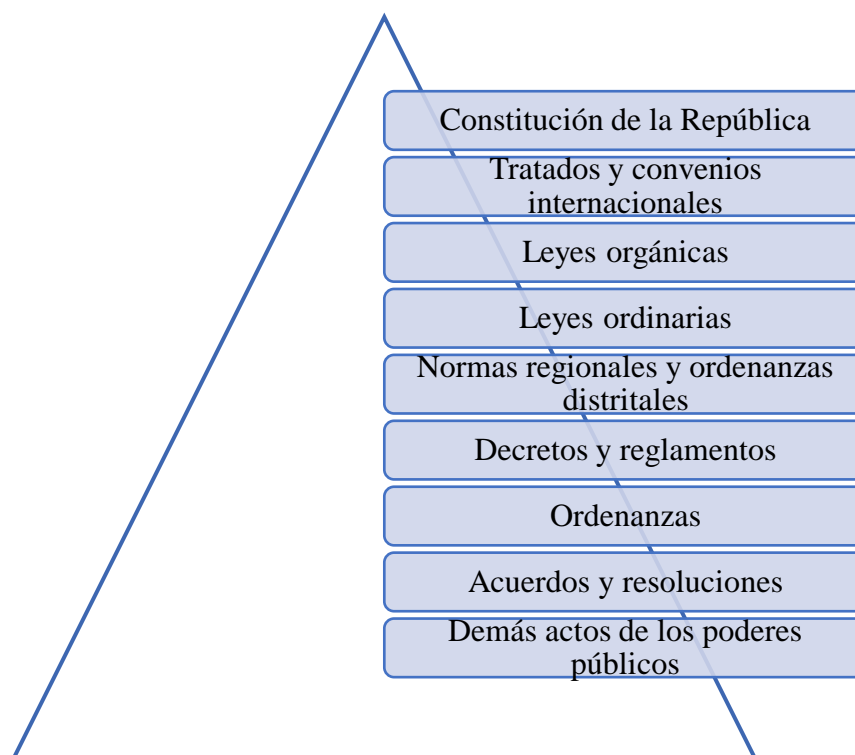 Constitución de la República
Tratados y convenios
internacionales
Leyes orgánicas
Leyes ordinarias
Normas regionales y ordenanzas
distritales
Decretos y reglamentos
Ordenanzas
Acuerdos y resoluciones
Demás actos de los poderes
públicos